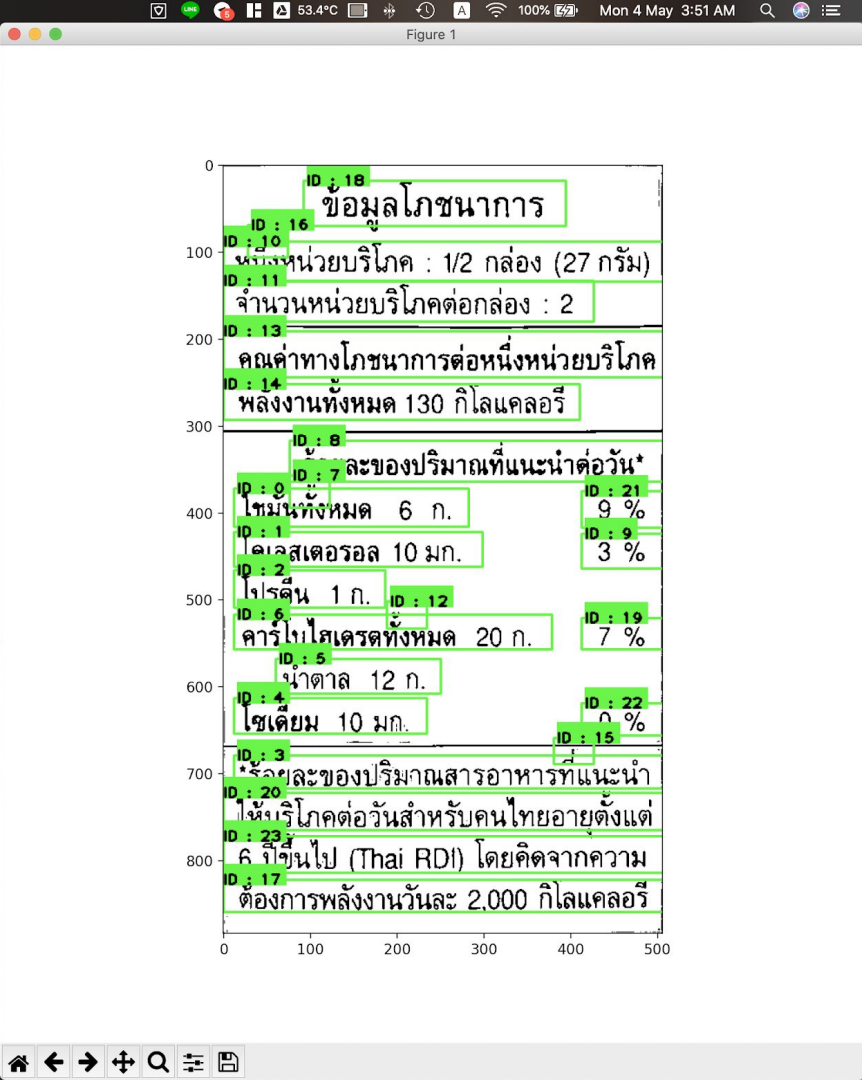 53.4°C 100% Mon 4 May 3:51 AM
Figure 1
0
ID : 18
ข้อมูลโภชนาการ
ID : 16
ID : 10
100
หนึ่งหน่วยบริโภค : 1/2 กล่อง (27 กรัม)
ID : 11
จำนวนหน่วยบริโภคต่อกล่อง : 2
200
ID : 13
คุณค่าทางโภชนาการต่อหนึ่งหน่วยบริโภค
ID : 14
พลังงานทั้งหมด 130 กิโลแคลอรี
300
ID : 8
ร้อยละของปริมาณที่แนะนำต่อวัน*
ID : 7
ID : 0 ID : 21
400
ไขมันทั้งหมด 6 ก. 9 %
ID : 1 ID : 9
โคเลสเตอรอล 10 มก. 3 %
ID : 2
500
โปรตีน 1 ก.
ID : 12
ID : 6 ID : 19
คาร์โบไฮเดรตทั้งหมด 20 ก. 7 %
ID : 5
600
น้ำตาล 12 ก.
ID : 4 ID : 22
โซเดียม 10 มก. 0 %
ID : 15
ID : 3
700
*ร้อยละของปริมาณสารอาหารที่แนะนำ
ID : 20
ให้บริโภคต่อวันสำหรับคนไทยอายุตั้งแต่
ID : 23
800
6 ปีขึ้นไป (Thai RDI) โดยคิดจากความ
ID : 17
ต้องการพลังงานวันละ 2,000 กิโลแคลอรี
0 100 200 300 400 500